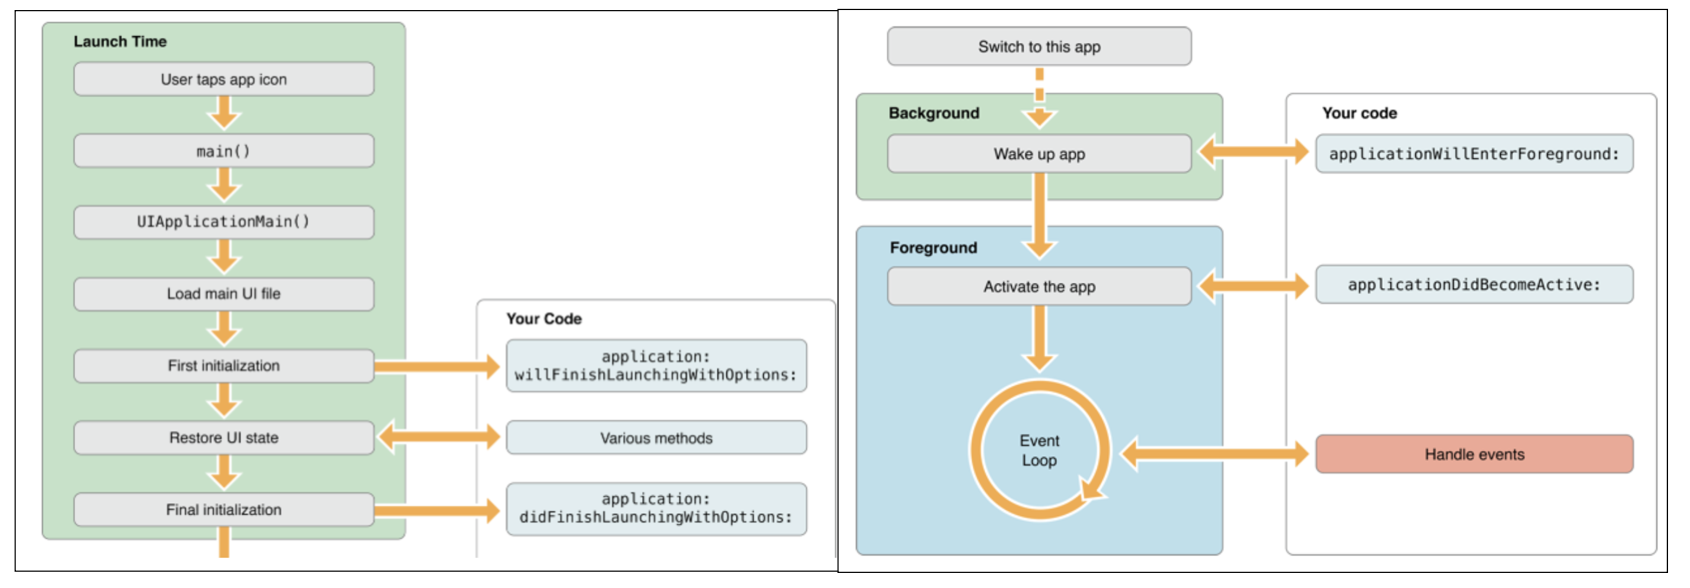 Launch Time
User taps app icon
main()
UIApplicationMain()
Load main UI file
First initialization
Restore UI state
Final initialization
Your Code
application:
willFinishLaunchingWithOptions:
Various methods
application:
didFinishLaunchingWithOptions:
Switch to this app
Background
Wake up app
Foreground
Activate the app
Event
Loop
Your code
applicationWillEnterForeground:
applicationDidBecomeActive:
Handle events